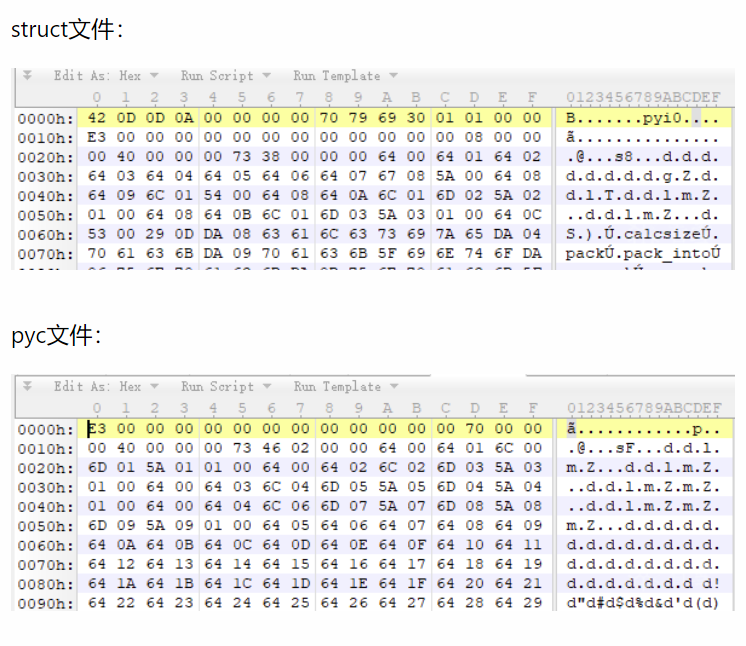 struct文件：
Edit As: Hex Run Script Run Template
0 1 2 3 4 5 6 7 8 9 A B C D E F 0123456789ABCDEF
0000h: 42 0D 0D 0A 00 00 00 00 70 79 69 30 01 01 00 00 B.......pyi0....
0010h: E3 00 00 00 00 00 00 00 00 00 00 00 00 08 00 00 ã...............
0020h: 00 40 00 00 00 73 38 00 00 00 64 00 64 01 64 02 .@...s8...d.d.d.
0030h: 64 03 64 04 64 05 64 06 64 07 67 08 5A 00 64 08 d.d.d.d.d.g.Z.d.
0040h: 64 09 6C 01 54 00 64 08 64 0A 6C 01 6D 02 5A 02 d.l.T.d.d.l.m.Z.
0050h: 01 00 64 08 64 0B 6C 01 6D 03 5A 03 01 00 64 0C ..d.d.l.m.Z...d.
0060h: 53 00 29 0D DA 08 63 61 6C 63 73 69 7A 65 DA 04 S.).Ú.calcsizeÚ.
0070h: 70 61 63 6B DA 09 70 61 63 6B 5F 69 6E 74 6F DA packÚ.pack_intoÚ
pyc文件：
Edit As: Hex Run Script Run Template
0 1 2 3 4 5 6 7 8 9 A B C D E F 0123456789ABCDEF
0000h: E3 00 00 00 00 00 00 00 00 00 00 00 00 70 00 00 ã............p..
0010h: 00 40 00 00 00 73 46 02 00 00 64 00 64 01 6C 00 .@...sF...d.d.l.
0020h: 6D 01 5A 01 01 00 64 00 64 02 6C 02 6D 03 5A 03 m.Z...d.d.l.m.Z.
0030h: 01 00 64 00 64 03 6C 04 6D 05 5A 05 6D 04 5A 04 ..d.d.l.m.Z.m.Z.
0040h: 01 00 64 00 64 04 6C 06 6D 07 5A 07 6D 08 5A 08 ..d.d.l.m.Z.m.Z.
0050h: 6D 09 5A 09 01 00 64 05 64 06 64 07 64 08 64 09 m.Z...d.d.d.d.d.
0060h: 64 0A 64 0B 64 0C 64 0D 64 0E 64 0F 64 10 64 11 d.d.d.d.d.d.d.d.
0070h: 64 12 64 13 64 14 64 15 64 16 64 17 64 18 64 19 d.d.d.d.d.d.d.d.
0080h: 64 1A 64 1B 64 1C 64 1D 64 1E 64 1F 64 20 64 21 d.d.d.d.d.d.d d!
0090h: 64 22 64 23 64 24 64 25 64 26 64 27 64 28 64 29 d"d#d$d%d&d'd(d)